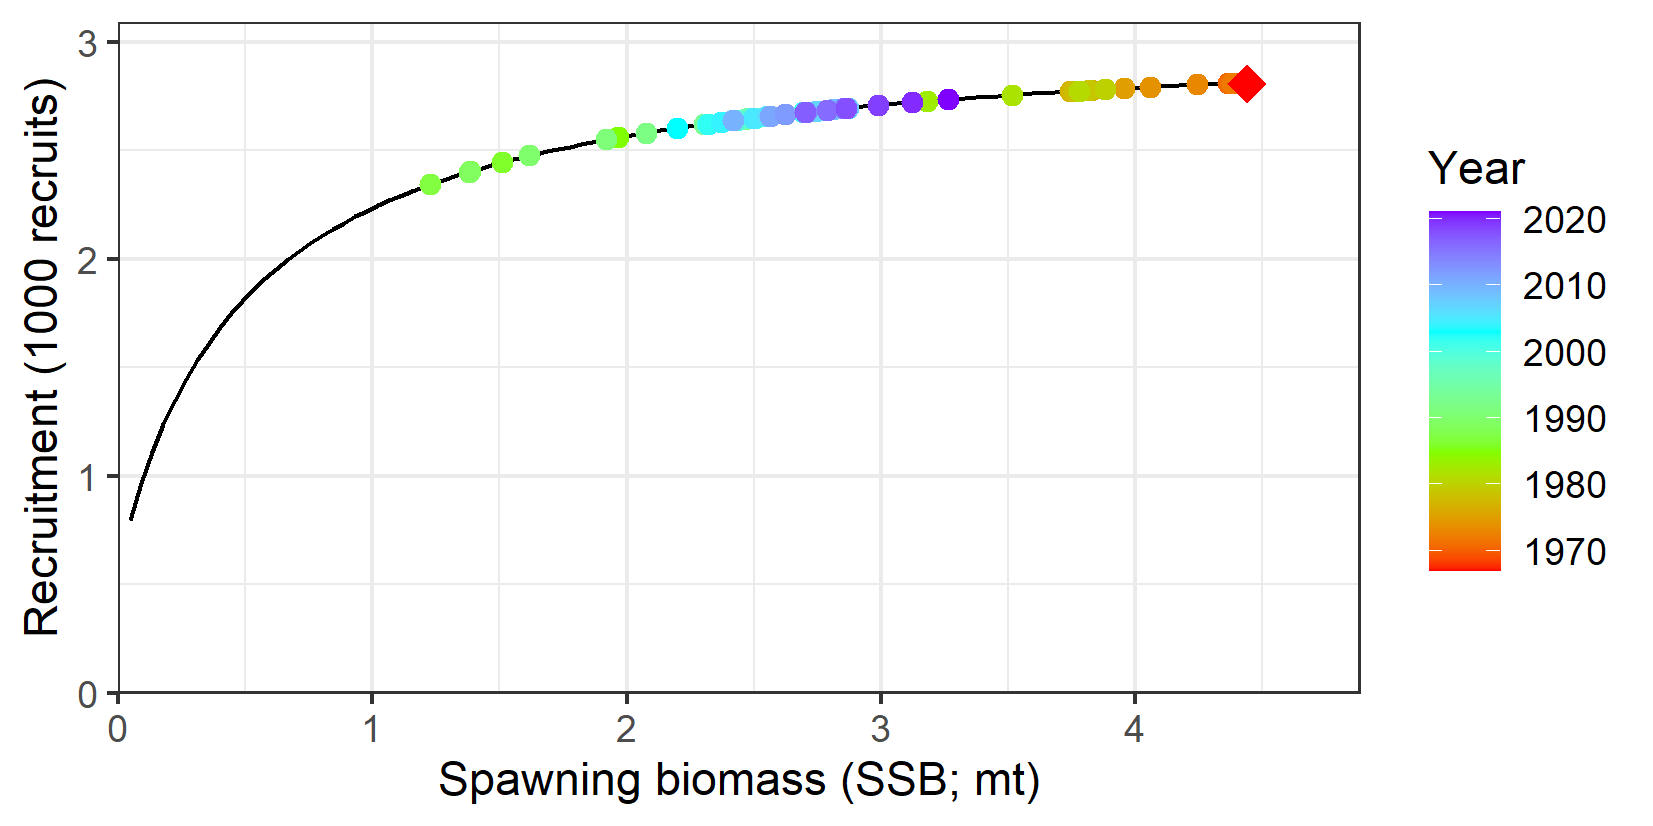 3
2
1
0
Recruitment (1000 recruits)
0 1 2 3 4
Spawning biomass (SSB; mt)
Year
2020
2010
2000
1990
1980
1970